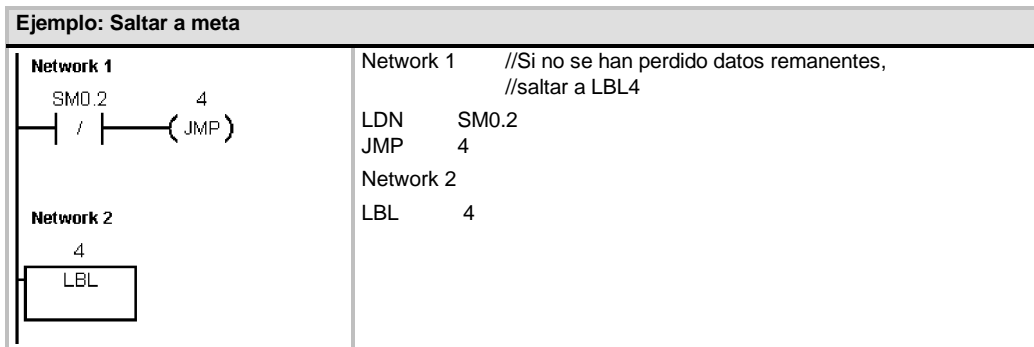 Ejemplo: Saltar a meta
Network 1
SM0.2 4
/ JMP
Network 2
4
LBL
Network 1 //Si no se han perdido datos remanentes,
//saltar a LBL4
LDN SM0.2
JMP 4
Network 2
LBL 4